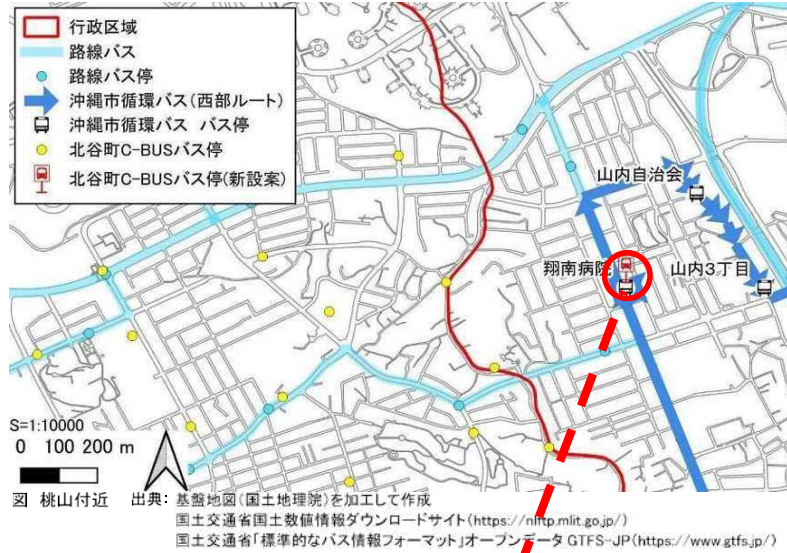 行政区域
路線バス
路線バス停
沖縄市循環バス(西部ルート)
沖縄市循環バス バス停
北谷町C-BUSバス停
北谷町C-BUSバス停(新設案)
山内自治会
翔南病院
山内3丁目
S=1:10000
0 100 200 m
図 桃山付近 出典：基盤地図(国土地理院)を加工して作成
国土交通省国土数値情報ダウンロードサイト(https://nlftp.mlit.go.jp/)
国土交通省「標準的なバス情報フォーマット」オープンデータ GTFS-JP(https://www.gtfs.jp/)